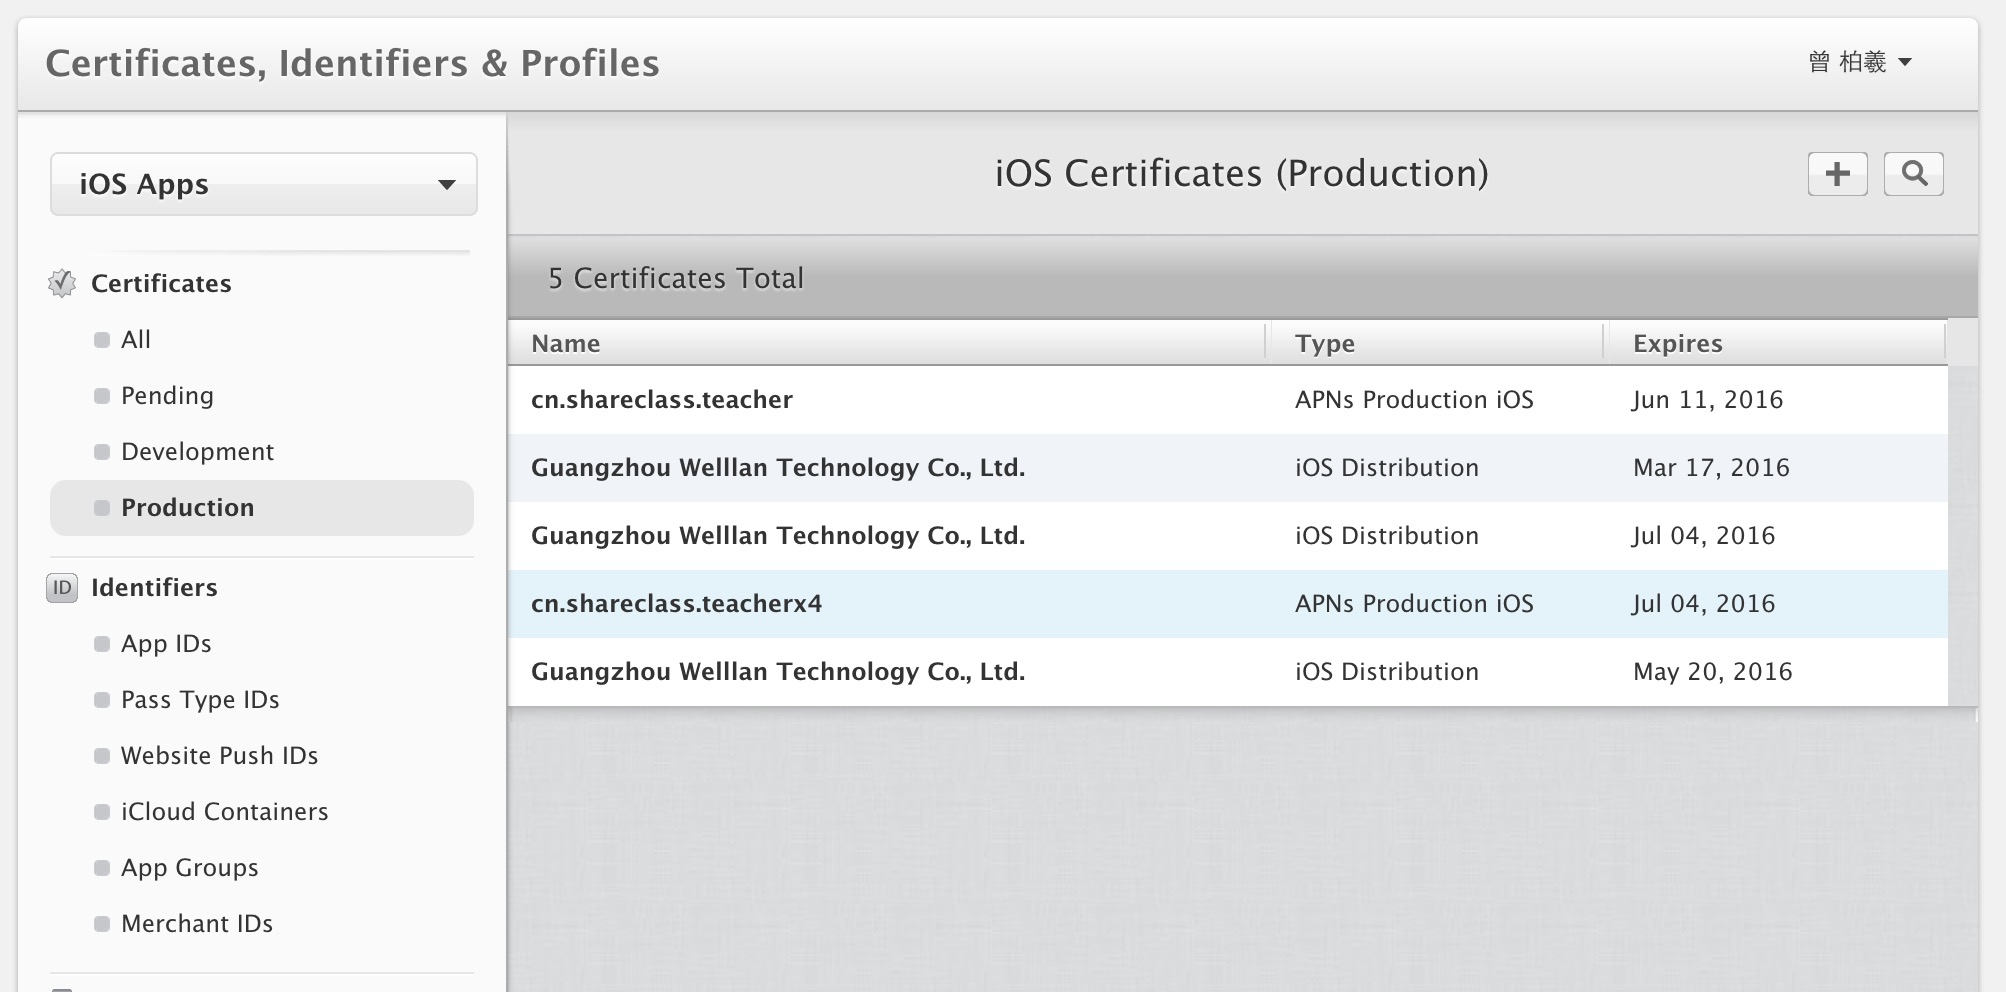 Certificates, Identifiers & Profiles
曾 柏羲
iOS Apps
Certificates
All
Pending
Development
Production
ID Identifiers
App IDs
Pass Type IDs
Website Push IDs
iCloud Containers
App Groups
Merchant IDs
iOS Certificates (Production)
5 Certificates Total
Name Type Expires
cn.shareclass.teacher APNs Production iOS Jun 11, 2016
Guangzhou Welllan Technology Co., Ltd. iOS Distribution Mar 17, 2016
Guangzhou Welllan Technology Co., Ltd. iOS Distribution Jul 04, 2016
cn.shareclass.teacherx4 APNs Production iOS Jul 04, 2016
Guangzhou Welllan Technology Co., Ltd. iOS Distribution May 20, 2016